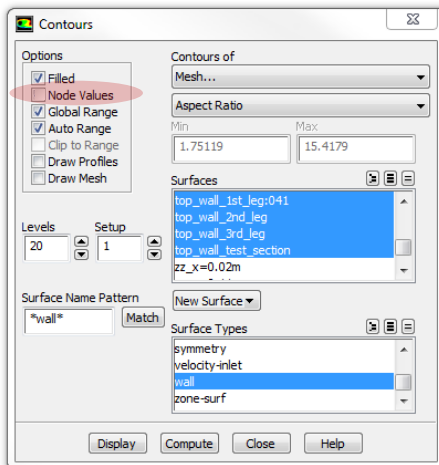 Contours
Options
Filled
Node Values
Global Range
Auto Range
Clip to Range
Draw Profiles
Draw Mesh
Levels
Setup
20
1
Surface Name Pattern
*wall*
Match
Contours of
Mesh...
Aspect Ratio
Min
Max
1.75119
15.4179
Surfaces
top_wall_1st_leg:041
top_wall_2nd_leg
top_wall_3rd_leg
top_wall_test_section
zz_x=0.02m
New Surface
Surface Types
symmetry
velocity-inlet
wall
zone-surf
Display
Compute
Close
Help